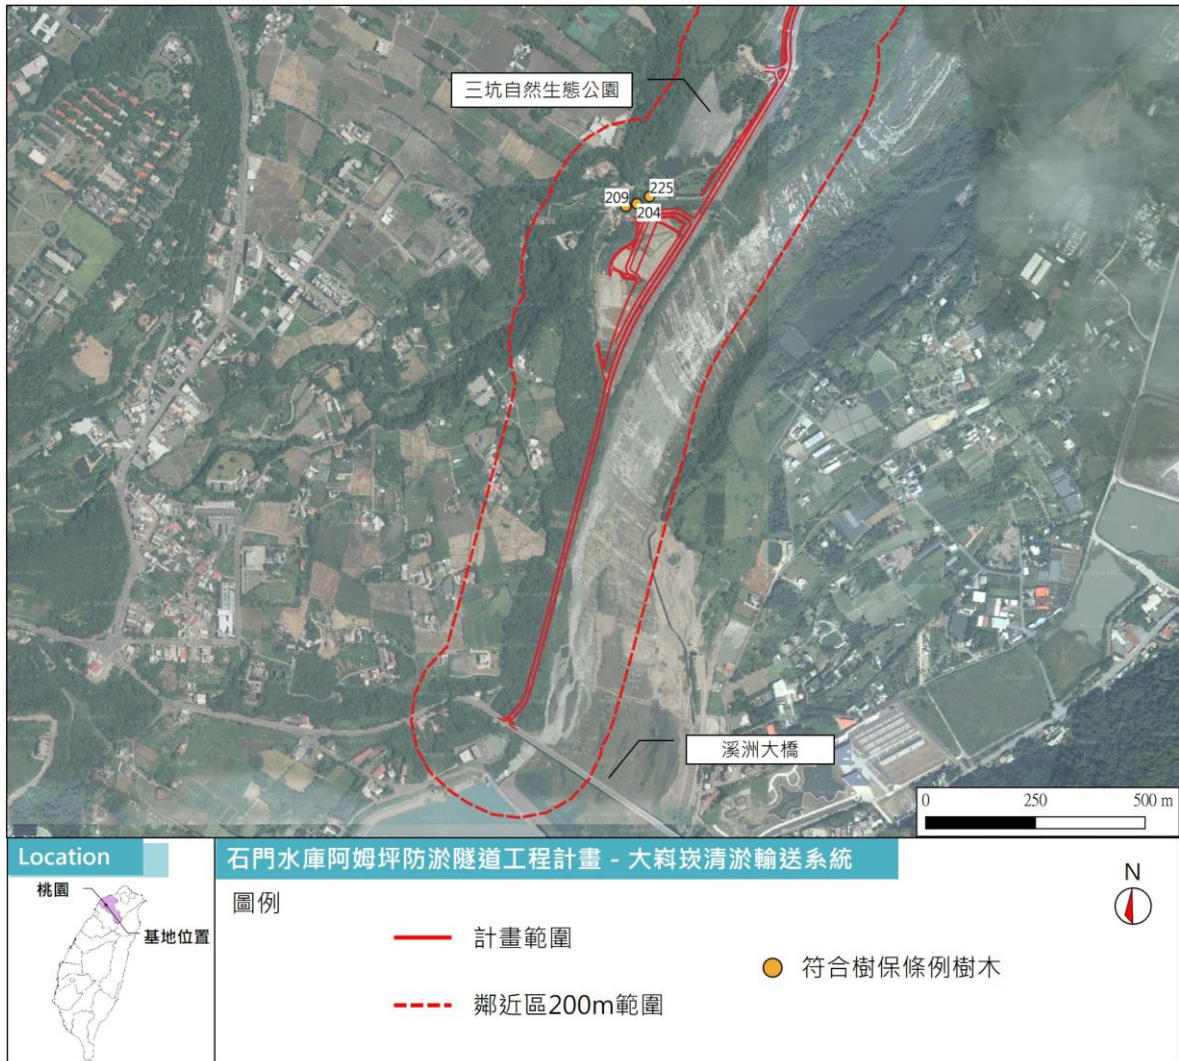 三坑自然生態公園
225
209
204
溪洲大橋
0 250 500 m
Location
桃園
基地位置
石門水庫阿姆坪防淤隧道工程計畫 - 大嵙崁清淤輸送系統
圖例
計畫範圍
鄰近區200m範圍
符合樹保條例樹木
N